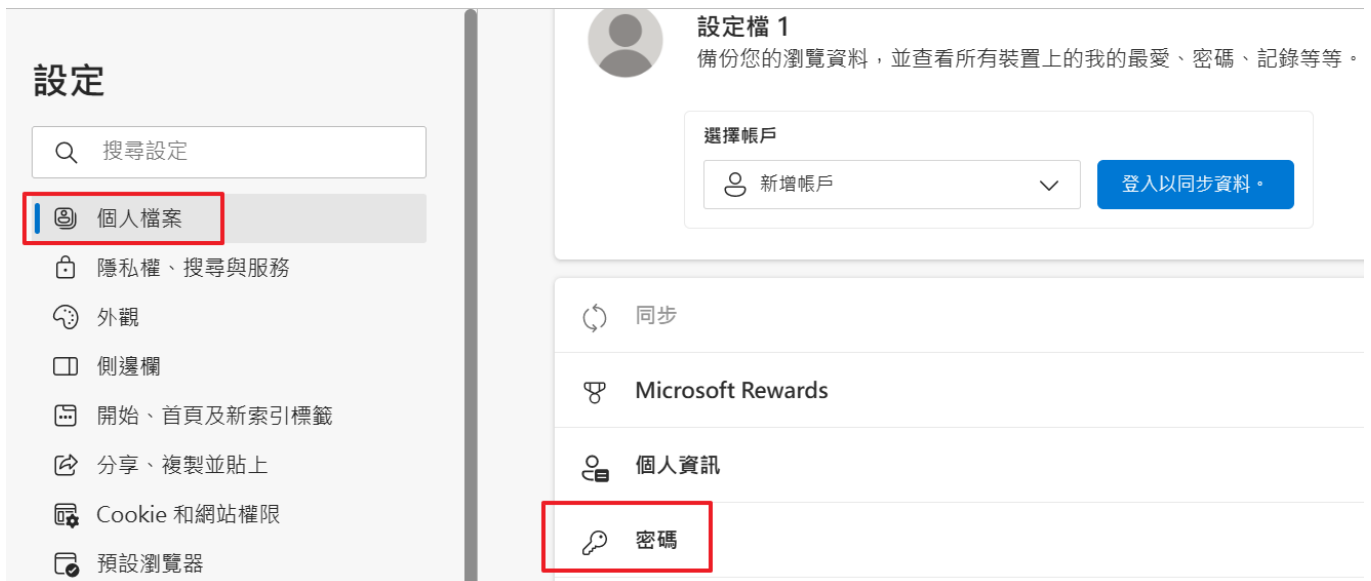 設定
搜尋設定
個人檔案
隱私權、搜尋與服務
外觀
側邊欄
開始、首頁及新索引標籤
分享、複製並貼上
Cookie 和網站權限
預設瀏覽器
設定檔 1
備份您的瀏覽資料，並查看所有裝置上的我的最愛、密碼、記錄等等。
選擇帳戶
新增帳戶
登入以同步資料。
同步
Microsoft Rewards
個人資訊
密碼